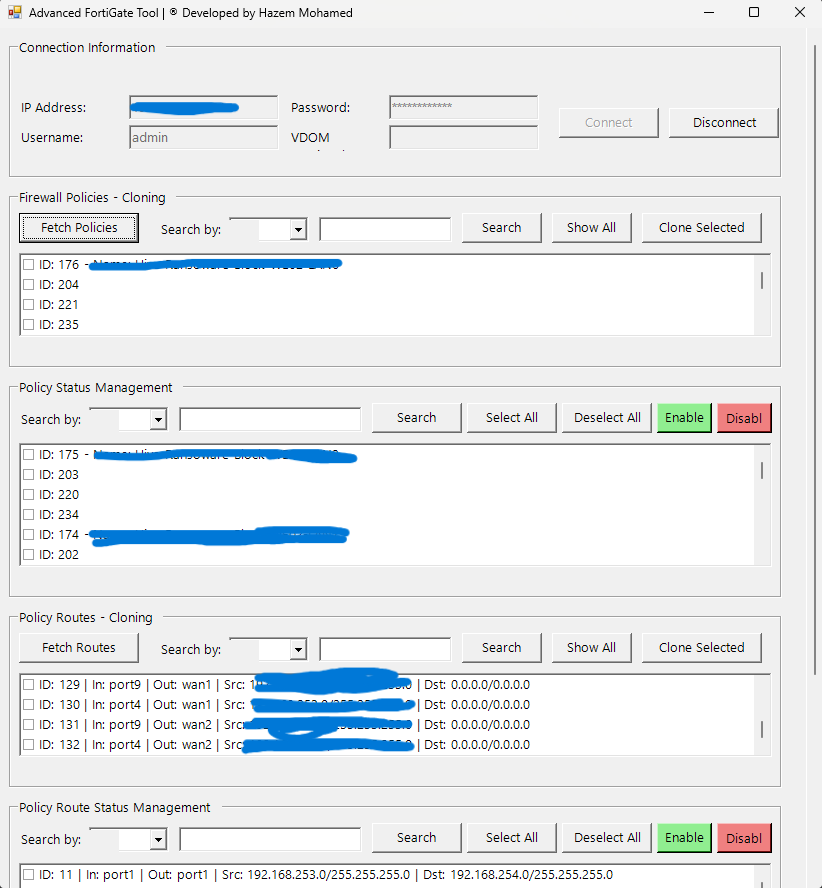 Advanced FortiGate Tool | ® Developed by Hazem Mohamed
Connection Information
IP Address:
Password: ************
Connect
Disconnect
Username: admin
VDOM
Firewall Policies - Cloning
Fetch Policies
Search by:
Search
Show All
Clone Selected
ID: 176 -
ID: 204
ID: 221
ID: 235
Policy Status Management
Search by:
Search
Select All
Deselect All
Enable
Disabl
ID: 175 -
ID: 203
ID: 220
ID: 234
ID: 174 -
ID: 202
Policy Routes - Cloning
Fetch Routes
Search by:
Search
Show All
Clone Selected
ID: 129 | In: port9 | Out: wan1 | Src: | Dst: 0.0.0.0/0.0.0.0
ID: 130 | In: port4 | Out: wan1 | Src: | Dst: 0.0.0.0/0.0.0.0
ID: 131 | In: port9 | Out: wan2 | Src: | Dst: 0.0.0.0/0.0.0.0
ID: 132 | In: port4 | Out: wan2 | Src: | Dst: 0.0.0.0/0.0.0.0
Policy Route Status Management
Search by:
Search
Select All
Deselect All
Enable
Disabl
ID: 11 | In: port1 | Out: port1 | Src: 192.168.253.0/255.255.255.0 | Dst: 192.168.254.0/255.255.255.0